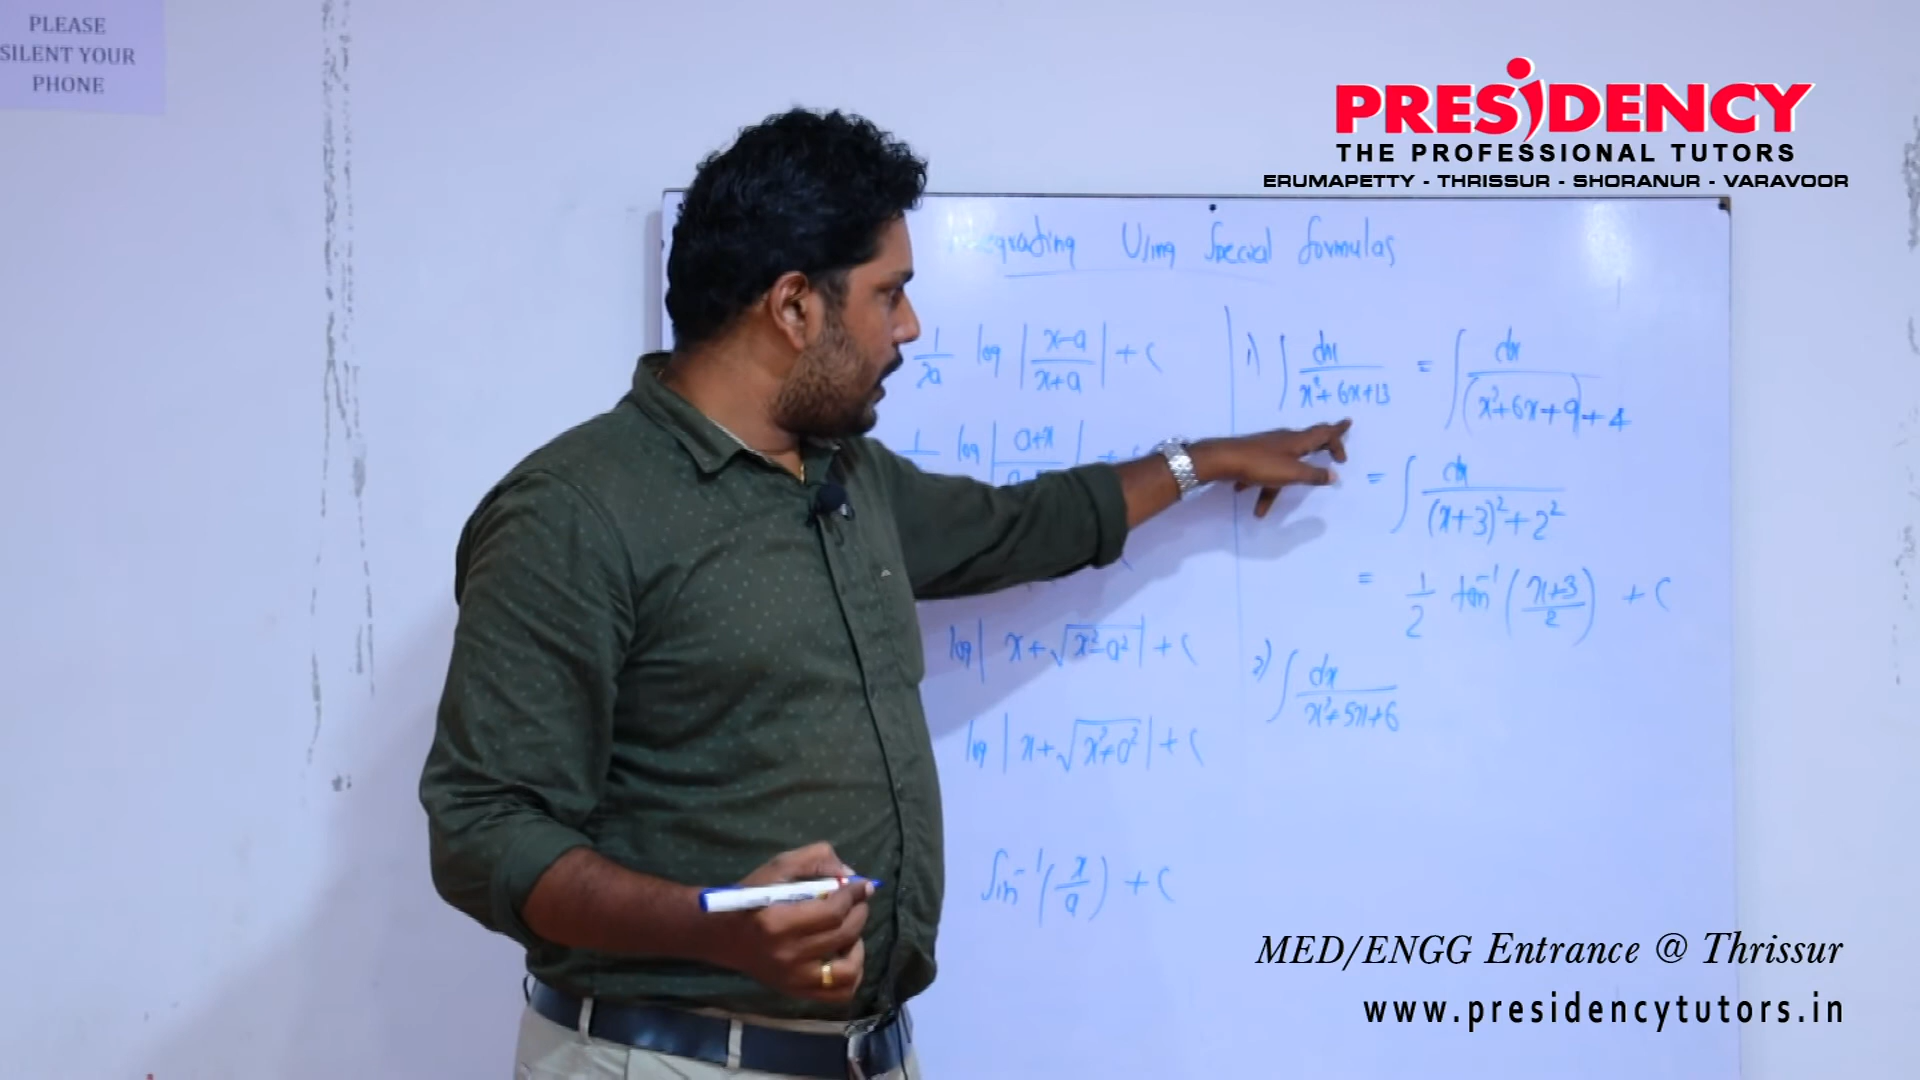 PLEASE
SILENT YOUR
PHONE
PRESiDENCY
THE PROFESSIONAL TUTORS
ERUMAPETTY - THRISSUR - SHORANUR - VARAVOOR
Using Special formulas
1/2a log |x-a/x+a| + c
log |a+x
log| x + √x²-a²| + c
log | x + √x²+a² | + c
Sin⁻¹ (x/a) + c
1) ∫ dx/x²+6x+13 = ∫ dx/(x²+6x+9)+4
= ∫ dx/(x+3)²+2²
= 1/2 tan⁻¹ (x+3/2) + c
2) ∫ dx/x²+5x+6
MED/ENGG Entrance @ Thrissur
www.presidencytutors.in